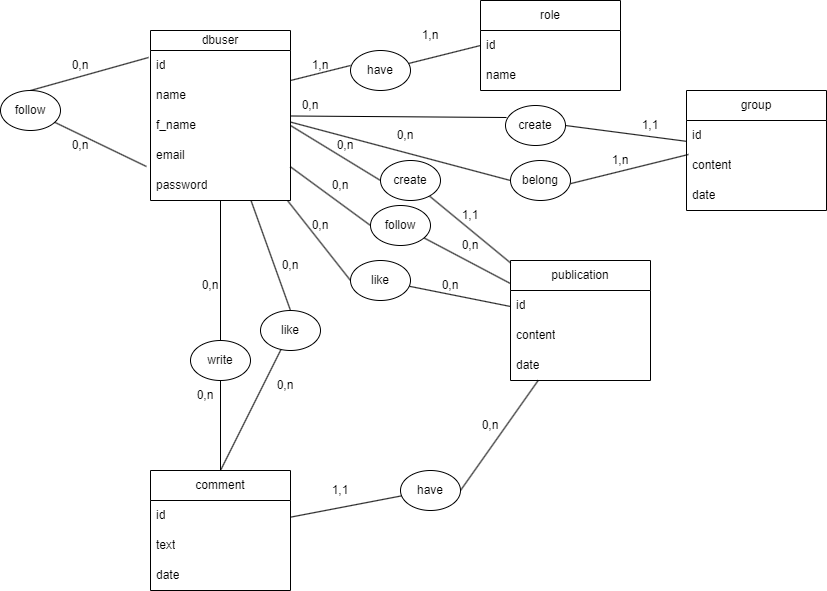 role
id
name
dbuser
id
name
f_name
email
password
0,n
follow
0,n
1,n
have
1,n
group
id
content
date
0,n
create
1,1
0,n
belong
1,n
0,n
create
1,1
0,n
follow
0,n
0,n
like
0,n
publication
id
content
date
0,n
like
0,n
0,n
write
0,n
0,n
have
1,1
comment
id
text
date